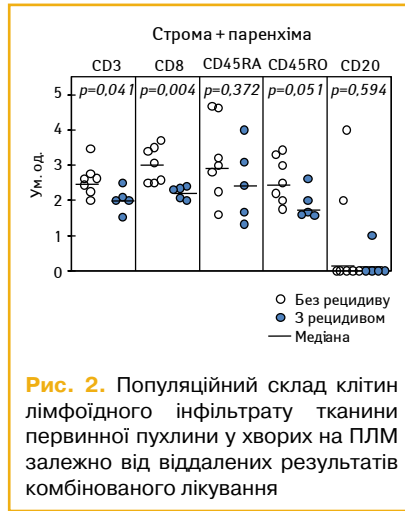 Строма + паренхіма
CD3 CD8 CD45RA CD45RO CD20
p=0,041 p=0,004 p=0,372 p=0,051 p=0,594
Ум. од.
5
4
3
2
1
0
Без рецидиву
З рецидивом
Медіана
Рис. 2. Популяційний склад клітин
лімфоїдного інфільтрату тканини
первинної пухлини у хворих на ПЛМ
залежно від віддалених результатів
комбінованого лікування